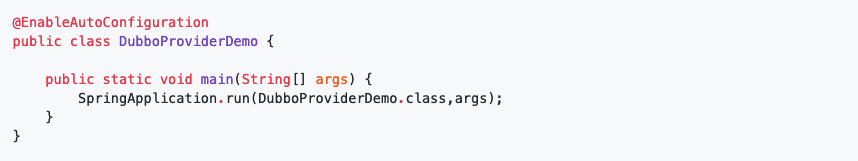 @EnableAutoConfiguration
public class DubboProviderDemo {
    public static void main(String[] args) {
        SpringApplication.run(DubboProviderDemo.class,args);
    }
}